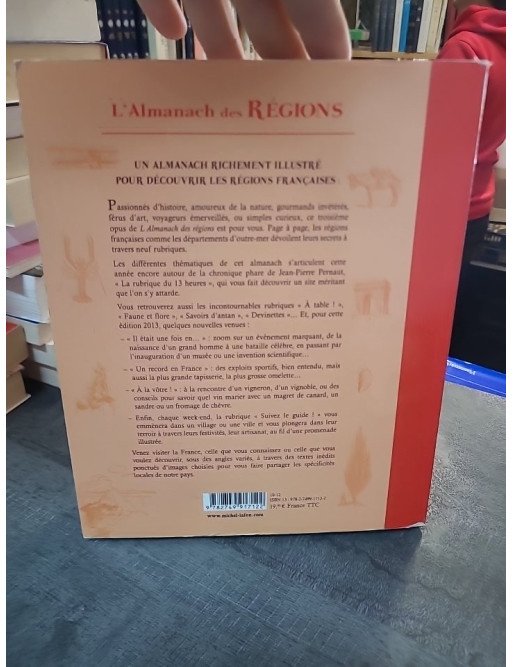 L'Almanach des RÉGIONS
UN ALMANACH RICHEMENT ILLUSTRÉ
POUR DÉCOUVRIR LES RÉGIONS FRANÇAISES
Passionnés d'histoire, amoureux de la nature, gourmands invétérés,
férus d'art, voyageurs émerveillés, ou simples curieux, ce troisième
opus de L'Almanach des régions est pour vous. Page à page, les régions
françaises comme les départements d'outre-mer dévoilent leurs secrets à
travers neuf rubriques.
Les différentes thématiques de cet almanach s'articulent cette
année encore autour de la chronique phare de Jean-Pierre Pernaut,
« La rubrique du 13 heures », qui vous fait découvrir un site méritant
que l'on s'y attarde.
Vous retrouverez aussi les incontournables rubriques « À table ! »,
« Faune et flore », « Savoirs d'antan », « Devinettes »... Et, pour cette
édition 2013, quelques nouvelles venues :
– « Il était une fois en... » : zoom sur un événement marquant, de la
naissance d'un grand homme à une bataille célèbre, en passant par
l'inauguration d'un musée ou une invention scientifique...
– « Un record en France » : des exploits sportifs, bien entendu, mais
aussi la plus grande tapisserie, la plus grosse omelette...
– « À la vôtre ! » : à la rencontre d'un vigneron, d'un vignoble, ou des
conseils pour savoir quel vin marier avec un magret de canard, un
sandre ou un fromage de chèvre.
– Enfin, chaque week-end, la rubrique « Suivez le guide ! » vous
emmènera dans un village ou une ville et vous plongera dans leur
terroir à travers leurs festivités, leur artisanat, au fil d'une promenade
illustrée.
Venez visiter la France, celle que vous connaissez ou celle que vous
voulez découvrir, sous des angles variés, à travers des textes inédits
ponctués d'images choisies pour vous faire partager les spécificités
locales de notre pays.
10-12
ISBN 13 : 978-2-7499-1712-2
9 782749 917122
www.michel-lafon.com
France TTC